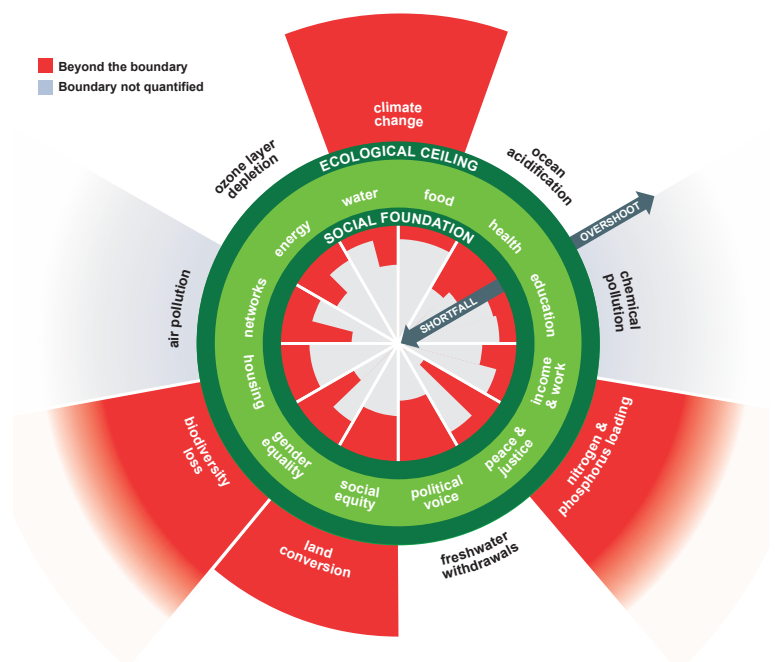 Beyond the boundary
Boundary not quantified
climate
change
ozone layer
depletion
ECOLOGICAL CEILING
ocean
acidification
water
food
OVERSHOOT
SOCIAL FOUNDATION
energy
health
air pollution
networks
SHORTFALL
education
chemical
pollution
housing
income
& work
biodiversity
loss
gender
equality
social
equity
political
voice
peace &
justice
nitrogen &
phosphorus loading
land
conversion
freshwater
withdrawals